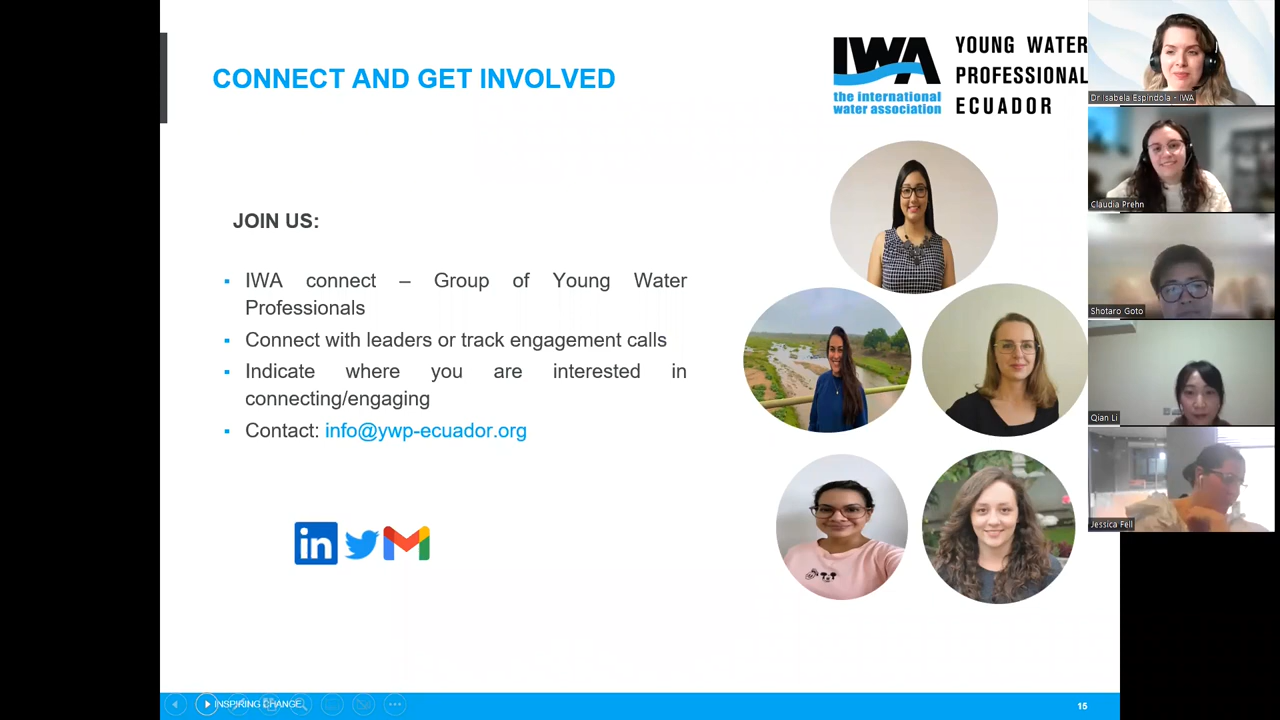 CONNECT AND GET INVOLVED
IWA
the international
water association
YOUNG WATER
PROFESSIONAL
ECUADOR
JOIN US:
IWA connect – Group of Young Water
Professionals
Connect with leaders or track engagement calls
Indicate where you are interested in
connecting/engaging
Contact: info@ywp-ecuador.org
in
INSPIRING CHANGE
15
Dr Isabela Espindola - IWA
Claudia Prehn
Shotaro Goto
Qian Li
Jessica Fell